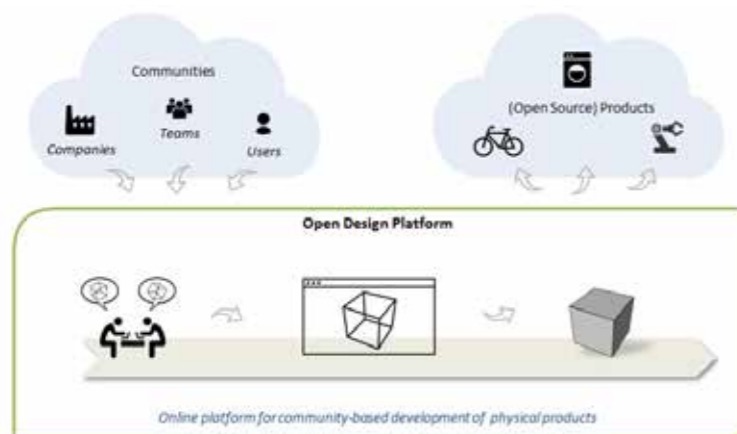 Communities
Companies
Teams
Users
(Open Source) Products
Open Design Platform
Online platform for community-based development of physical products